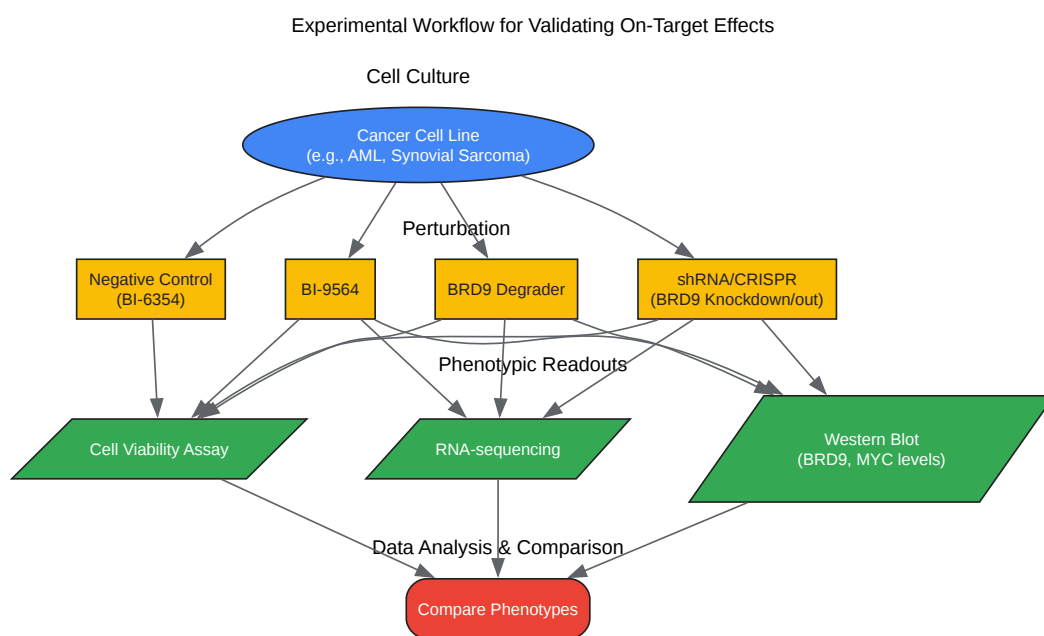 Experimental Workflow for Validating On-Target Effects
Cell Culture
Cancer Cell Line
(e.g., AML, Synovial Sarcoma)
Perturbation
Negative Control
(BI-6354)
BI-9564
BRD9 Degrader
shRNA/CRISPR
(BRD9 Knockdown/out)
Phenotypic Readouts
Cell Viability Assay
RNA-sequencing
Western Blot
(BRD9, MYC levels)
Data Analysis & Comparison
Compare Phenotypes